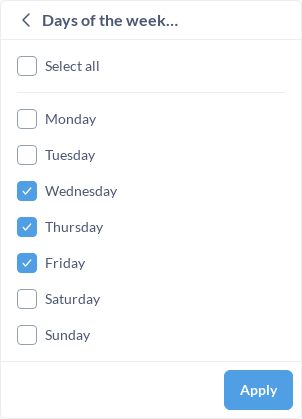 Days of the week...
Select all
Monday
Tuesday
Wednesday
Thursday
Friday
Saturday
Sunday
Apply